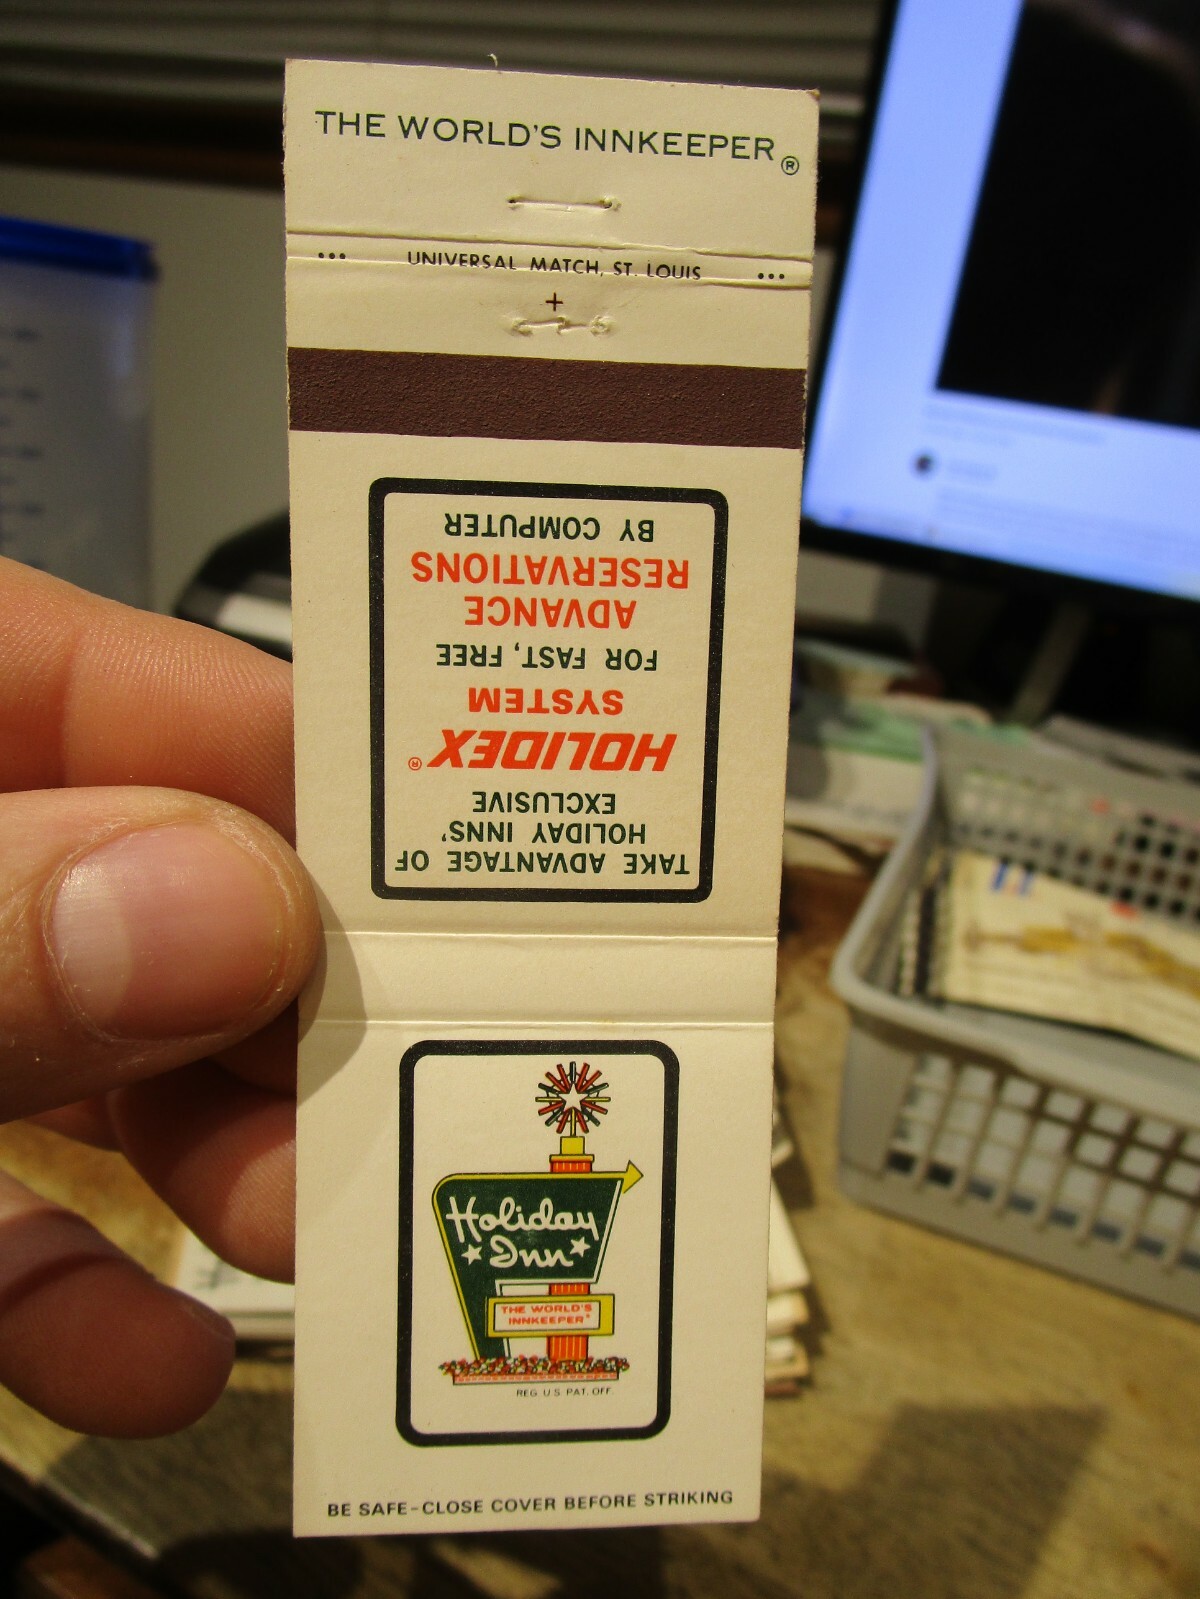 THE WORLD'S INNKEEPER®
... UNIVERSAL MATCH, ST. LOUIS ...
+
TAKE ADVANTAGE OF
HOLIDAY INNS'
EXCLUSIVE
HOLIDEX®
SYSTEM
FOR FAST, FREE
ADVANCE
RESERVATIONS
BY COMPUTER
Holiday
Inn
THE WORLD'S
INNKEEPER®
REG. U.S. PAT. OFF.
BE SAFE-CLOSE COVER BEFORE STRIKING